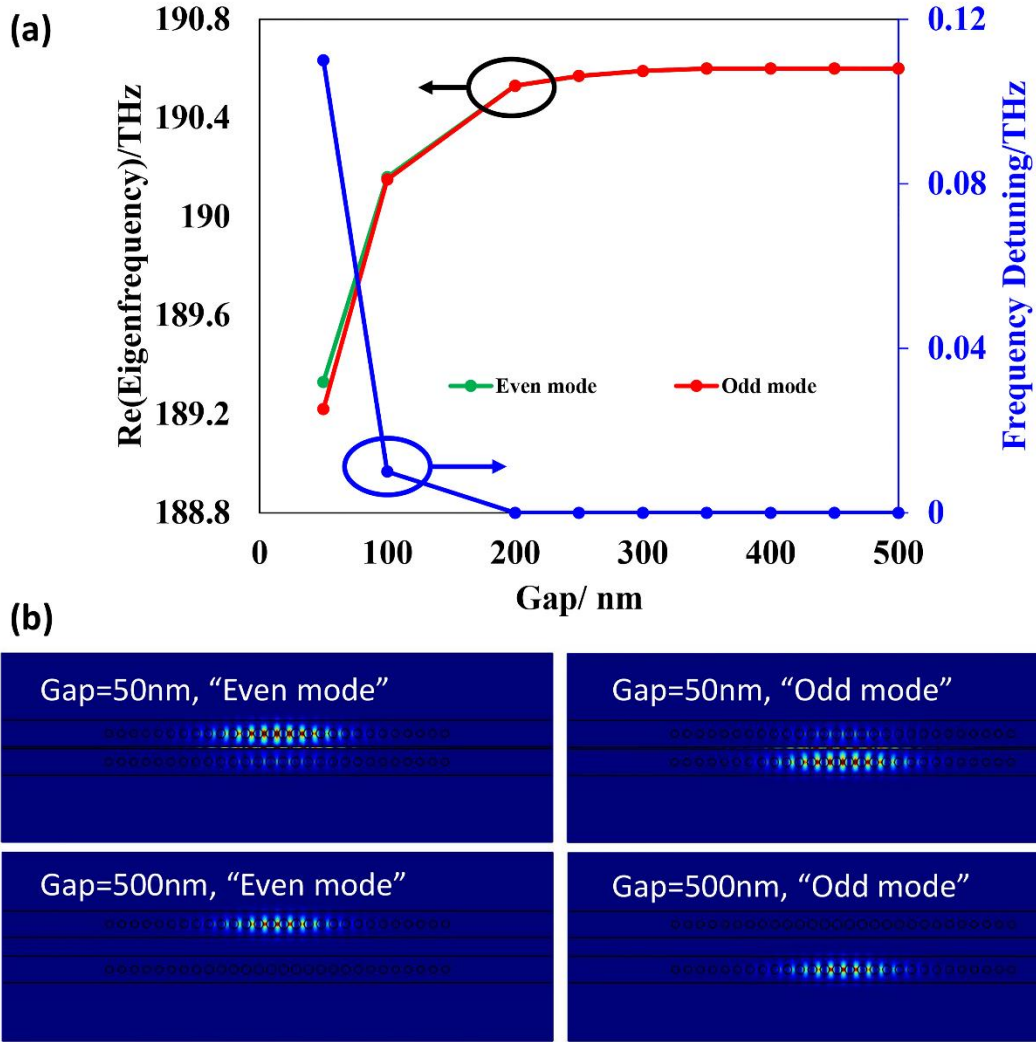 (a)
190.8
190.4
190
189.6
189.2
188.8
Re(Eigenfrequency)/THz
0.12
0.08
0.04
0
Frequency Detuning/THz
Even mode
Odd mode
0 100 200 300 400 500
Gap/ nm
(b)
Gap=50nm, “Even mode”
Gap=50nm, “Odd mode”
Gap=500nm, “Even mode”
Gap=500nm, “Odd mode”